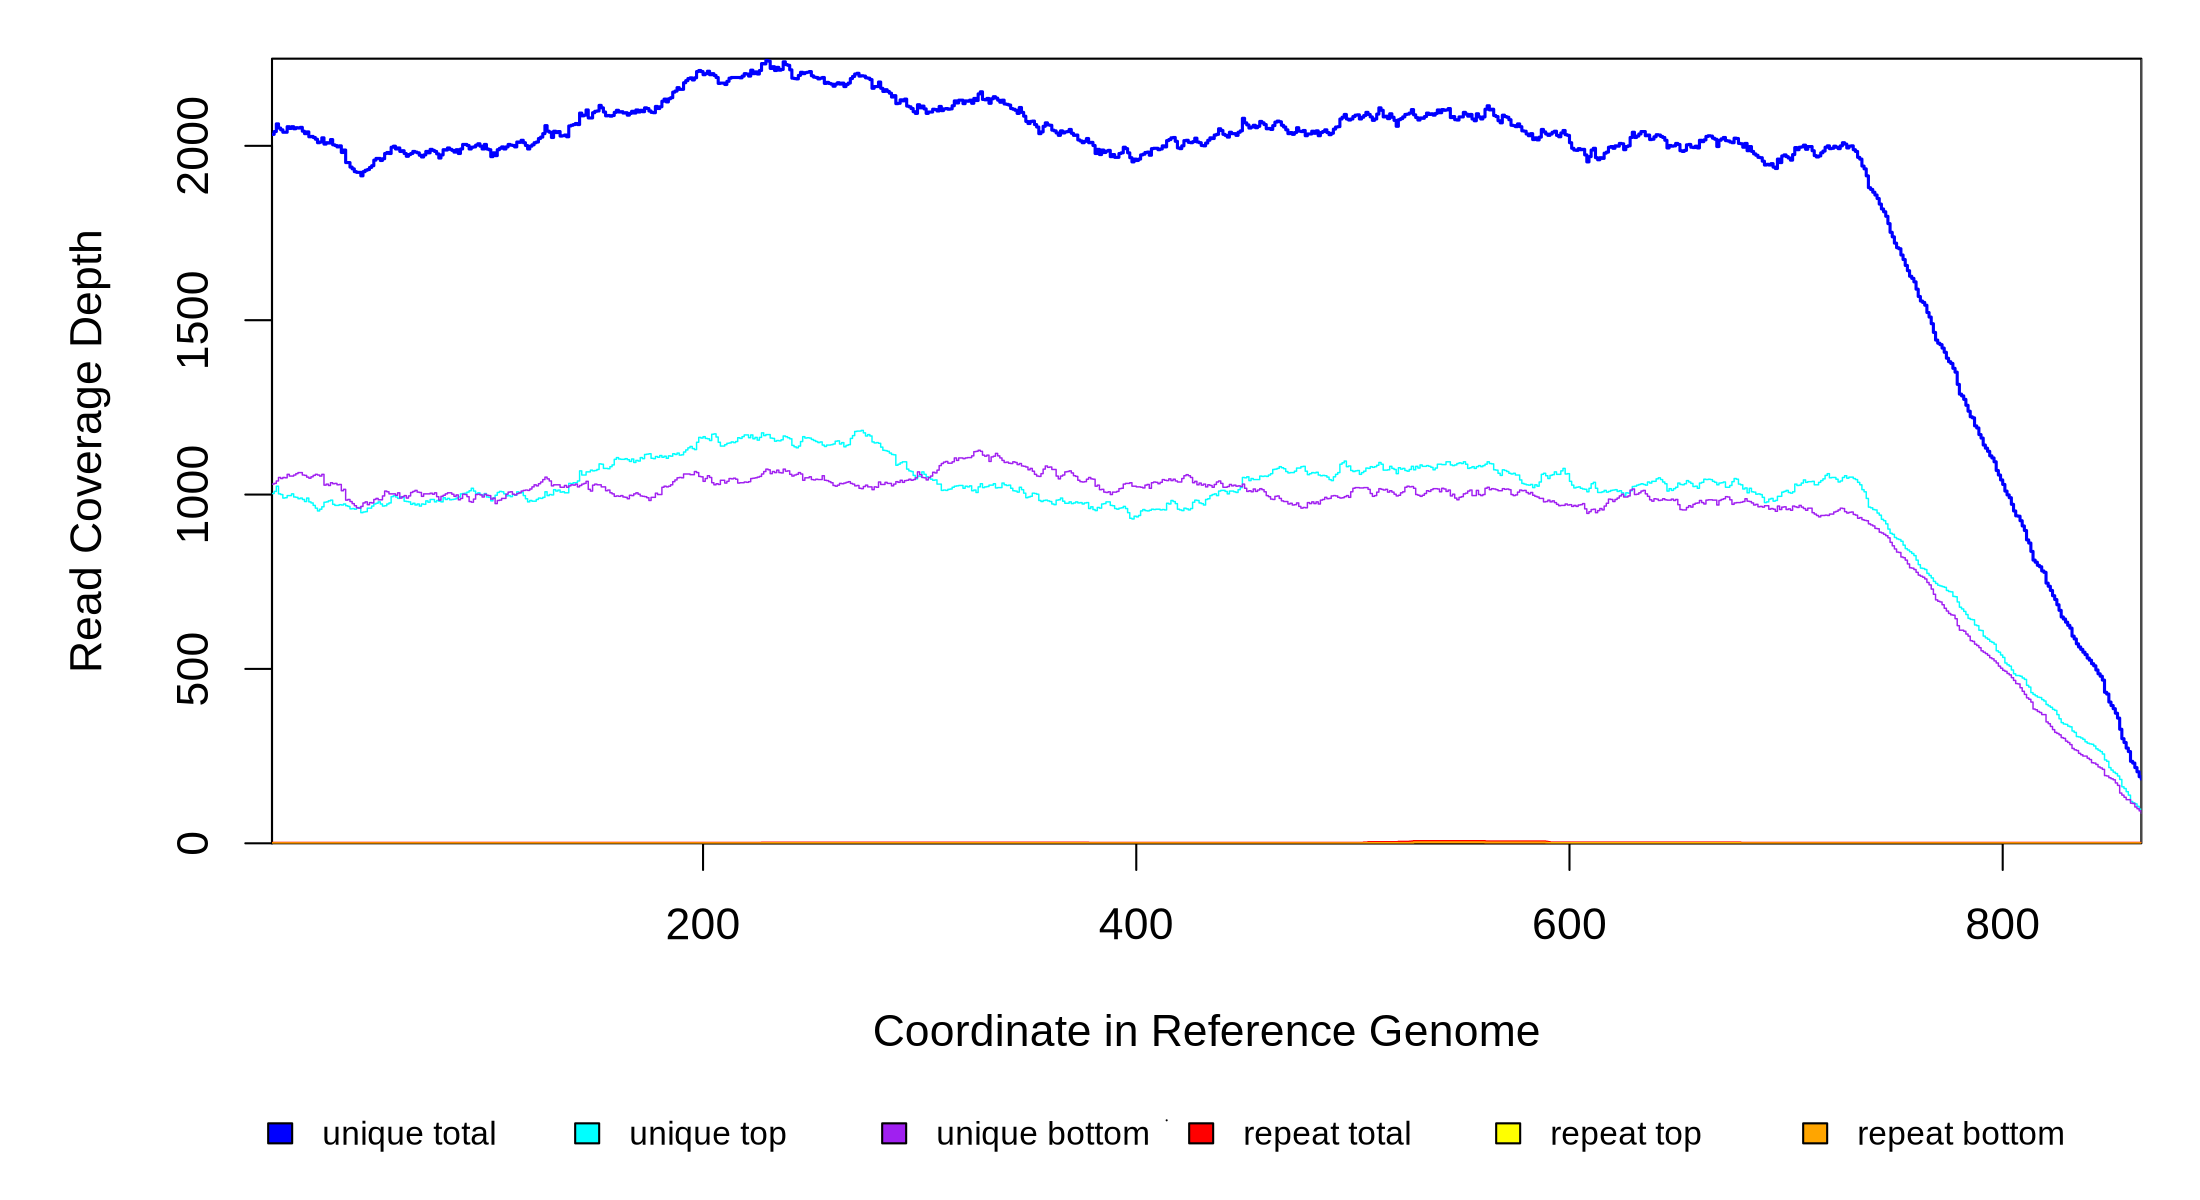 2000
1500
1000
500
0
Read Coverage Depth
200 400 600 800
Coordinate in Reference Genome
unique total unique top unique bottom repeat total repeat top repeat bottom